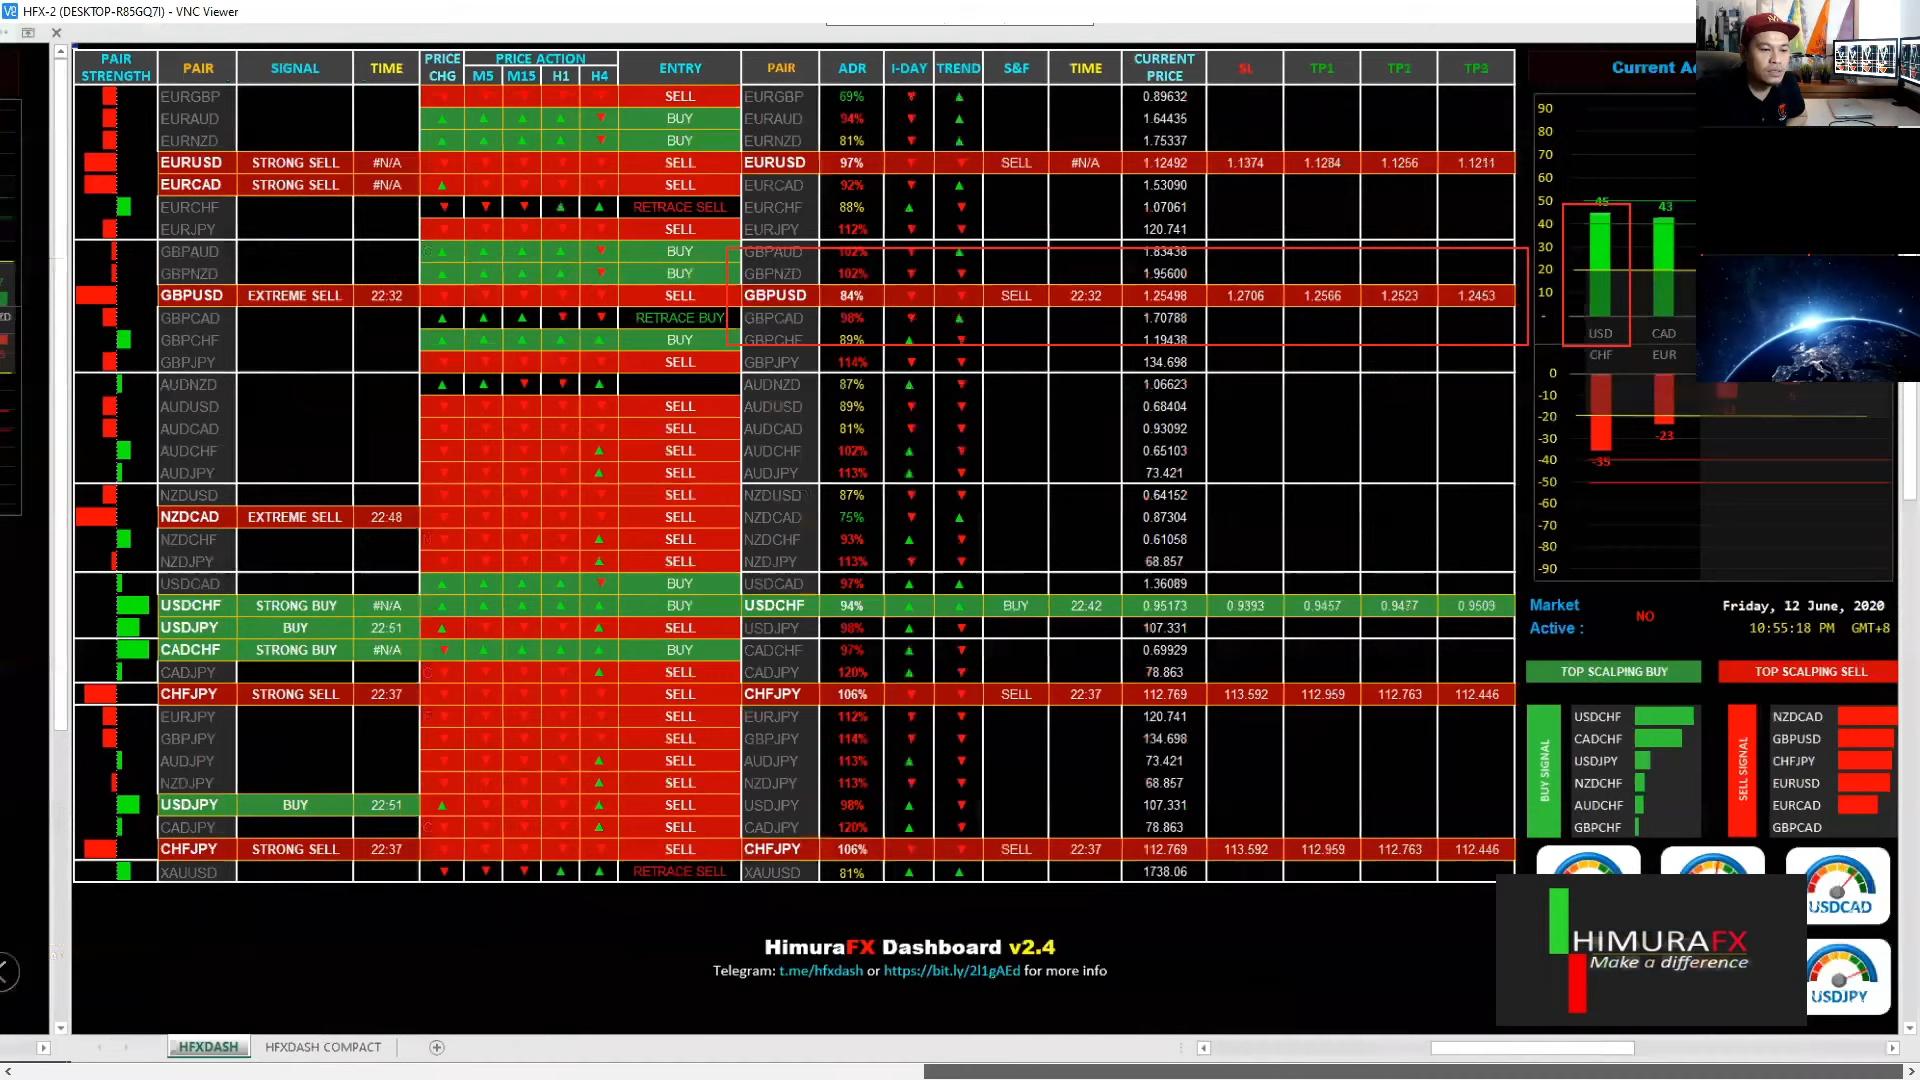 HFX-2 (DESKTOP-R85GQ7I) - VNC Viewer
PAIR STRENGTH PAIR SIGNAL TIME PRICE CHG PRICE ACTION M5 M15 H1 H4 ENTRY PAIR ADR I-DAY TREND S&F TIME CURRENT PRICE SL TP1 TP2 TP3
EURGBP SELL EURGBP 69% 0.89632
EURAUD BUY EURAUD 94% 1.64435
EURNZD BUY EURNZD 81% 1.75337
EURUSD STRONG SELL #N/A SELL EURUSD 97% SELL #N/A 1.12492 1.1374 1.1284 1.1256 1.1211
EURCAD STRONG SELL #N/A SELL EURCAD 92% 1.53090
EURCHF RETRACE SELL EURCHF 88% 1.07061
EURJPY SELL EURJPY 112% 120.741
GBPAUD BUY GBPAUD 102% 1.83438
GBPNZD BUY GBPNZD 102% 1.95600
GBPUSD EXTREME SELL 22:32 SELL GBPUSD 84% SELL 22:32 1.25498 1.2706 1.2566 1.2523 1.2453
GBPCAD RETRACE BUY GBPCAD 98% 1.70788
GBPCHF BUY GBPCHF 89% 1.19438
GBPJPY SELL GBPJPY 114% 134.698
AUDNZD AUDNZD 87% 1.06623
AUDUSD SELL AUDUSD 89% 0.68404
AUDCAD SELL AUDCAD 81% 0.93092
AUDCHF SELL AUDCHF 102% 0.65103
AUDJPY SELL AUDJPY 113% 73.421
NZDUSD SELL NZDUSD 87% 0.64152
NZDCAD EXTREME SELL 22:48 SELL NZDCAD 75% 0.87304
NZDCHF SELL NZDCHF 93% 0.61058
NZDJPY SELL NZDJPY 113% 68.857
USDCAD BUY USDCAD 97% 1.36089
USDCHF STRONG BUY #N/A BUY USDCHF 94% BUY 22:42 0.95173 0.9393 0.9457 0.9477 0.9509
USDJPY BUY 22:51 SELL USDJPY 98% 107.331
CADCHF STRONG BUY #N/A BUY CADCHF 97% 0.69929
CADJPY SELL CADJPY 120% 78.863
CHFJPY STRONG SELL 22:37 SELL CHFJPY 106% SELL 22:37 112.769 113.592 112.959 112.763 112.446
EURJPY SELL EURJPY 112% 120.741
GBPJPY SELL GBPJPY 114% 134.698
AUDJPY SELL AUDJPY 113% 73.421
NZDJPY SELL NZDJPY 113% 68.857
USDJPY BUY 22:51 SELL USDJPY 98% 107.331
CADJPY SELL CADJPY 120% 78.863
CHFJPY STRONG SELL 22:37 SELL CHFJPY 106% SELL 22:37 112.769 113.592 112.959 112.763 112.446
XAUUSD RETRACE SELL XAUUSD 81% 1738.06
HimuraFX Dashboard v2.4
Telegram: t.me/hfxdash or https://bit.ly/2l1gAEd for more info
HFXDASH HFXDASH COMPACT
Current
90
80
70
60
50
40
30
20
10
-
45 43
USD CAD
CHF EUR
0
-10
-20
-30
-40
-50
-60
-70
-80
-90
-35 -23
Market Active : NO
Friday, 12 June, 2020
10:55:18 PM GMT+8
TOP SCALPING BUY TOP SCALPING SELL
BUY SIGNAL
USDCHF
CADCHF
USDJPY
NZDCHF
AUDCHF
GBPCHF
SELL SIGNAL
NZDCAD
GBPUSD
CHFJPY
EURUSD
EURCAD
GBPCAD
USDCAD
USDJPY
HIMURAFX
Make a difference